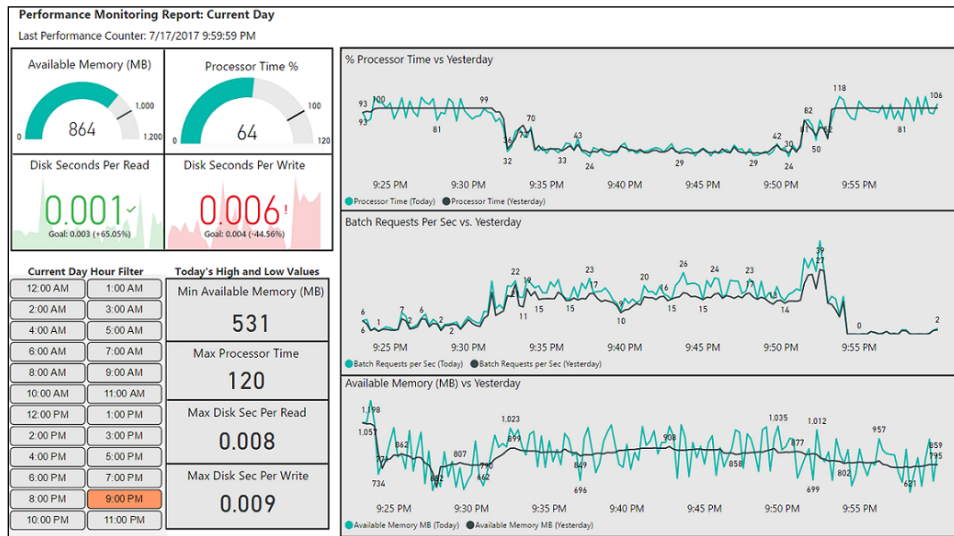 Performance Monitoring Report: Current Day
Last Performance Counter: 7/17/2017 9:59:59 PM
Available Memory (MB)
1,000
864
0
1,200
Processor Time %
100
64
0
120
Disk Seconds Per Read
0.001
Goal: 0.003 (+65.05%)
Disk Seconds Per Write
0.006!
Goal: 0.004 (-44.56%)
Current Day Hour Filter
12:00 AM 1:00 AM
2:00 AM 3:00 AM
4:00 AM 5:00 AM
6:00 AM 7:00 AM
8:00 AM 9:00 AM
10:00 AM 11:00 AM
12:00 PM 1:00 PM
2:00 PM 3:00 PM
4:00 PM 5:00 PM
6:00 PM 7:00 PM
8:00 PM 9:00 PM
10:00 PM 11:00 PM
Today's High and Low Values
Min Available Memory (MB)
531
Max Processor Time
120
Max Disk Sec Per Read
0.008
Max Disk Sec Per Write
0.009
% Processor Time vs Yesterday
118
93 100 99 106
93 81 82 81
70
32 33 43 24 29 29 42 30 24 50
9:25 PM 9:30 PM 9:35 PM 9:40 PM 9:45 PM 9:50 PM 9:55 PM
Processor Time (Today) Processor Time (Yesterday)
Batch Requests Per Sec vs. Yesterday
39
27
22 19 23 17 20 26 24 23 17
16
11 15 15 10 15 14
6 7 6
6 1 2 2 2 0 2
9:25 PM 9:30 PM 9:35 PM 9:40 PM 9:45 PM 9:50 PM 9:55 PM
Batch Requests per Sec (Today) Batch Requests per Sec (Yesterday)
Available Memory (MB) vs Yesterday
1,198
1,057 1,023 1,035 1,012
862 807 899 908 877 957 859
849 858 802 795
734 662 696 699 621
9:25 PM 9:30 PM 9:35 PM 9:40 PM 9:45 PM 9:50 PM 9:55 PM
Available Memory MB (Today) Available Memory MB (Yesterday)